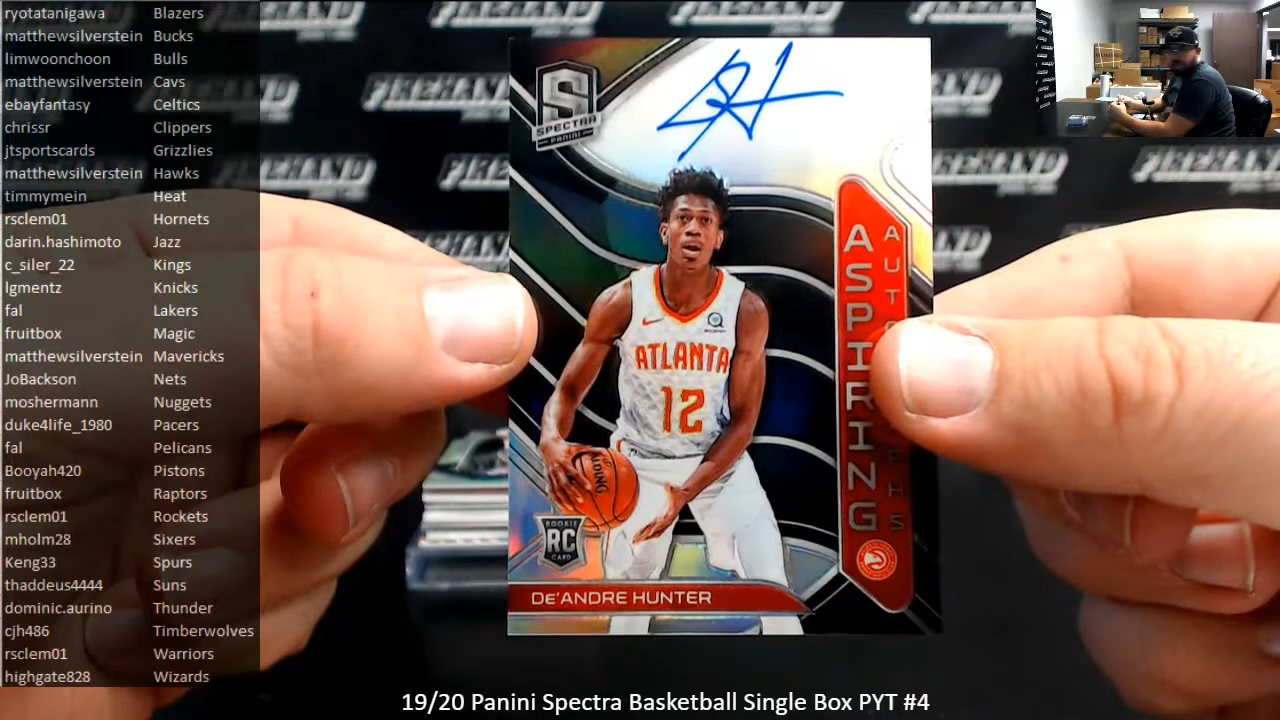 ryotatanigawa Blazers
matthewsilverstein Bucks
limwoonchoon Bulls
matthewsilverstein Cavs
ebayfantasy Celtics
chrissr Clippers
jtsportscards Grizzlies
matthewsilverstein Hawks
timmymein Heat
rsclem01 Hornets
darin.hashimoto Jazz
c_siler_22 Kings
lgmentz Knicks
fal Lakers
fruitbox Magic
matthewsilverstein Mavericks
JoBackson Nets
moshermann Nuggets
duke4life_1980 Pacers
fal Pelicans
Booyah420 Pistons
fruitbox Raptors
rsclem01 Rockets
mholm28 Sixers
Keng33 Spurs
thaddeus4444 Suns
dominic.aurino Thunder
cjh486 Timberwolves
rsclem01 Warriors
highgate828 Wizards
FIREHAND
S
SPECTRA
PANINI
ASPIRING
ATLANTA
12
SPALDING
ROOKIE
RC
CARD
DE'ANDRE HUNTER
19/20 Panini Spectra Basketball Single Box PYT #4